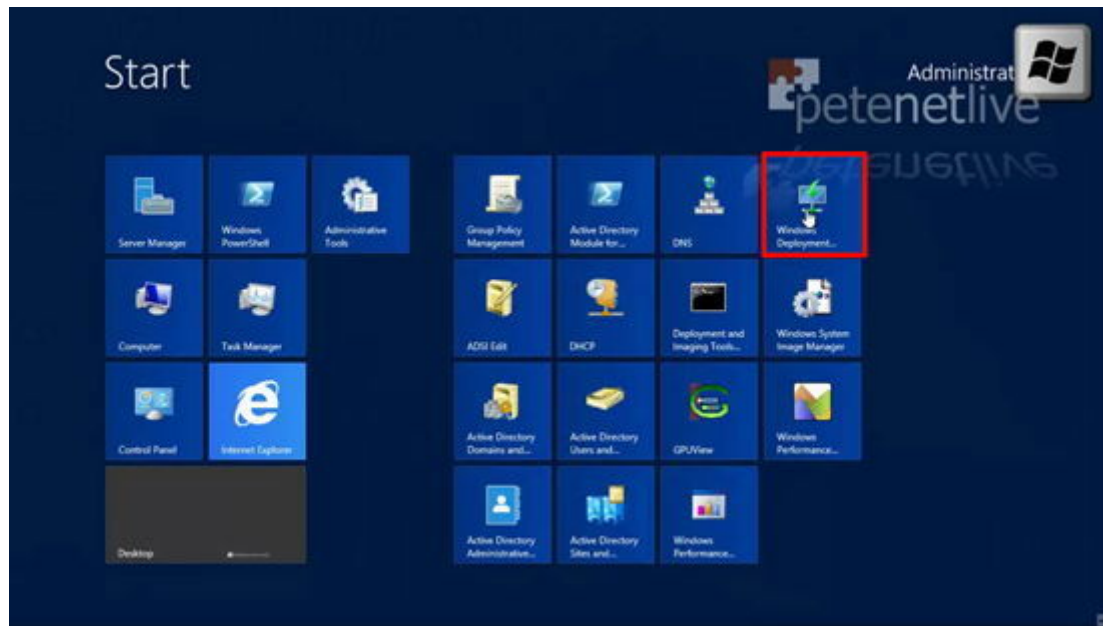 Start
Administrat
petenetlive
petenetlive
Server Manager
Windows
PowerShell
Administrative
Tools
Group Policy
Management
Active Directory
Module for...
DNS
Windows
Deployment...
Computer
Task Manager
ADSI Edit
DHCP
Deployment and
Imaging Tools...
Windows System
Image Manager
Control Panel
Internet Explorer
Active Directory
Domains and...
Active Directory
Users and...
GPUView
Windows
Performance...
Desktop
Active Directory
Administrative...
Active Directory
Sites and...
Windows
Performance...